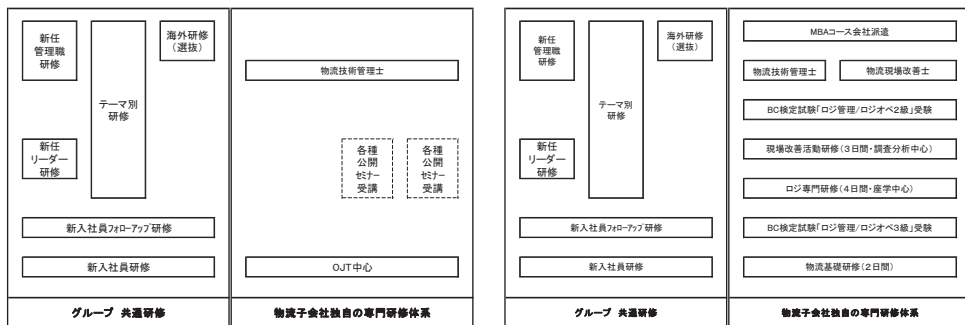 新任
管理職
研修
テーマ別
研修
海外研修
(選抜)
新任
リーダー
研修
新入社員フォローアップ研修
新入社員研修
グループ 共通研修
物流技術管理士
各種
公開
セミナー
受講
各種
公開
セミナー
受講
OJT中心
物流子会社独自の専門研修体系
新任
管理職
研修
テーマ別
研修
海外研修
(選抜)
新任
リーダー
研修
新入社員フォローアップ研修
新入社員研修
グループ 共通研修
MBAコース会社派遣
物流技術管理士
物流現場改善士
BC検定試験「ロジ管理/ロジオペ2級」受験
現場改善活動研修(3日間・調査分析中心)
ロジ専門研修(4日間・座学中心)
BC検定試験「ロジ管理/ロジオペ3級」受験
物流基礎研修(2日間)
物流子会社独自の専門研修体系